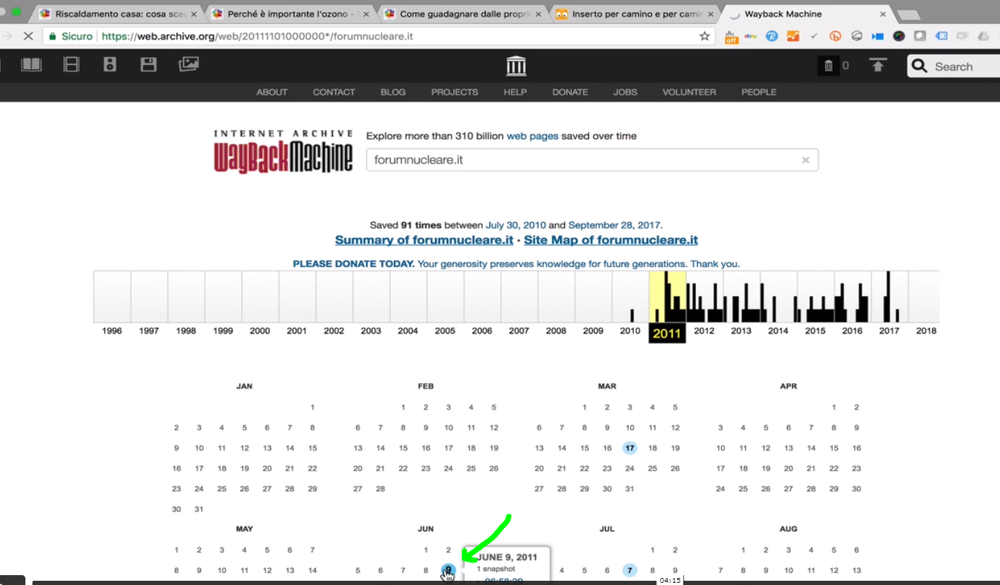 Riscaldamento casa: cosa sce
Perché è importante l'ozono -
Come guadagnare dalle propri
Inserto per camino e per camin
Wayback Machine
Sicuro https://web.archive.org/web/20111101000000*/forumnucleare.it
off ebay
0 Search
ABOUT CONTACT BLOG PROJECTS HELP DONATE JOBS VOLUNTEER PEOPLE
INTERNET ARCHIVE
WayBackMachine
Explore more than 310 billion web pages saved over time
forumnucleare.it
Saved 91 times between July 30, 2010 and September 28, 2017.
Summary of forumnucleare.it · Site Map of forumnucleare.it
PLEASE DONATE TODAY. Your generosity preserves knowledge for future generations. Thank you.
1996 1997 1998 1999 2000 2001 2002 2003 2004 2005 2006 2007 2008 2009 2010 2011 2012 2013 2014 2015 2016 2017 2018
JAN FEB MAR APR
1 1 2 3 4 5 1 2 3 4 5 1 2
2 3 4 5 6 7 8 6 7 8 9 10 11 12 6 7 8 9 10 11 12 3 4 5 6 7 8 9
9 10 11 12 13 14 15 13 14 15 16 17 18 19 13 14 15 16 17 18 19 10 11 12 13 14 15 16
16 17 18 19 20 21 22 20 21 22 23 24 25 26 20 21 22 23 24 25 26 17 18 19 20 21 22 23
23 24 25 26 27 28 29 27 28 27 28 29 30 31 24 25 26 27 28 29 30
30 31
MAY JUN JUL AUG
1 2 3 4 5 6 7 1 2 1 2 1 2 3 4 5 6
JUNE 9, 2011
1 snapshot
8 9 10 11 12 13 14 5 6 7 8 9 4 5 6 7 8 9 7 8 9 10 11 12 13
06:58:29
04:15